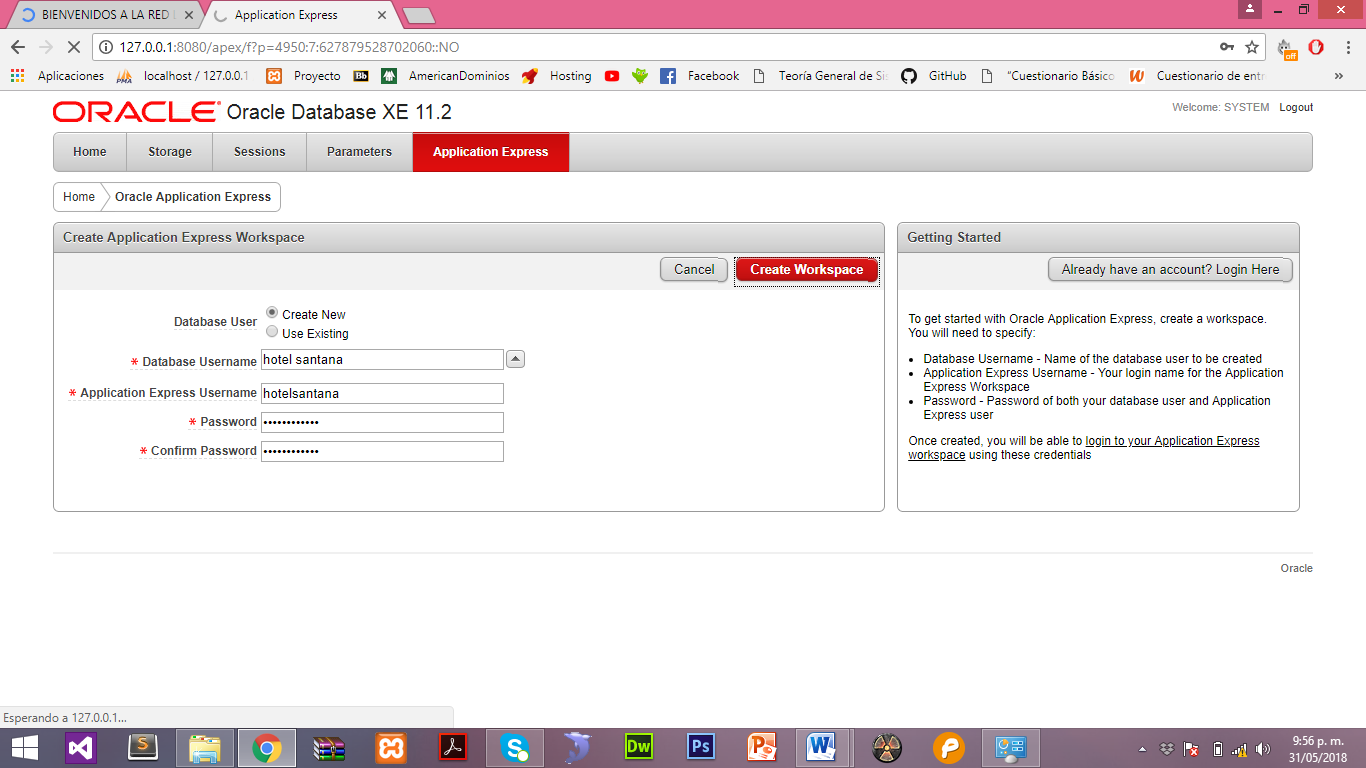 BIENVENIDOS A LA RED
Application Express
127.0.0.1:8080/apex/f?p=4950:7:627879528702060::NO
off
Aplicaciones
PMA
localhost / 127.0.0.1
Proyecto
Bb
AmericanDominios
Hosting
Facebook
Teoría General de Sis
GitHub
"Cuestionario Básico
Cuestionario de entr
»
ORACLE Oracle Database XE 11.2
Welcome: SYSTEM Logout
Home
Storage
Sessions
Parameters
Application Express
Home
Oracle Application Express
Create Application Express Workspace
Cancel
Create Workspace
Database User
Create New
Use Existing
* Database Username hotel santana
* Application Express Username hotelsantana
* Password ••••••••••••
* Confirm Password ••••••••••••
Getting Started
Already have an account? Login Here
To get started with Oracle Application Express, create a workspace.
You will need to specify:
• Database Username - Name of the database user to be created
• Application Express Username - Your login name for the Application
Express Workspace
• Password - Password of both your database user and Application
Express user
Once created, you will be able to login to your Application Express
workspace using these credentials
Oracle
Esperando a 127.0.0.1...
S
S
Dw
Ps
P
W
P
9:56 p. m.
31/05/2018